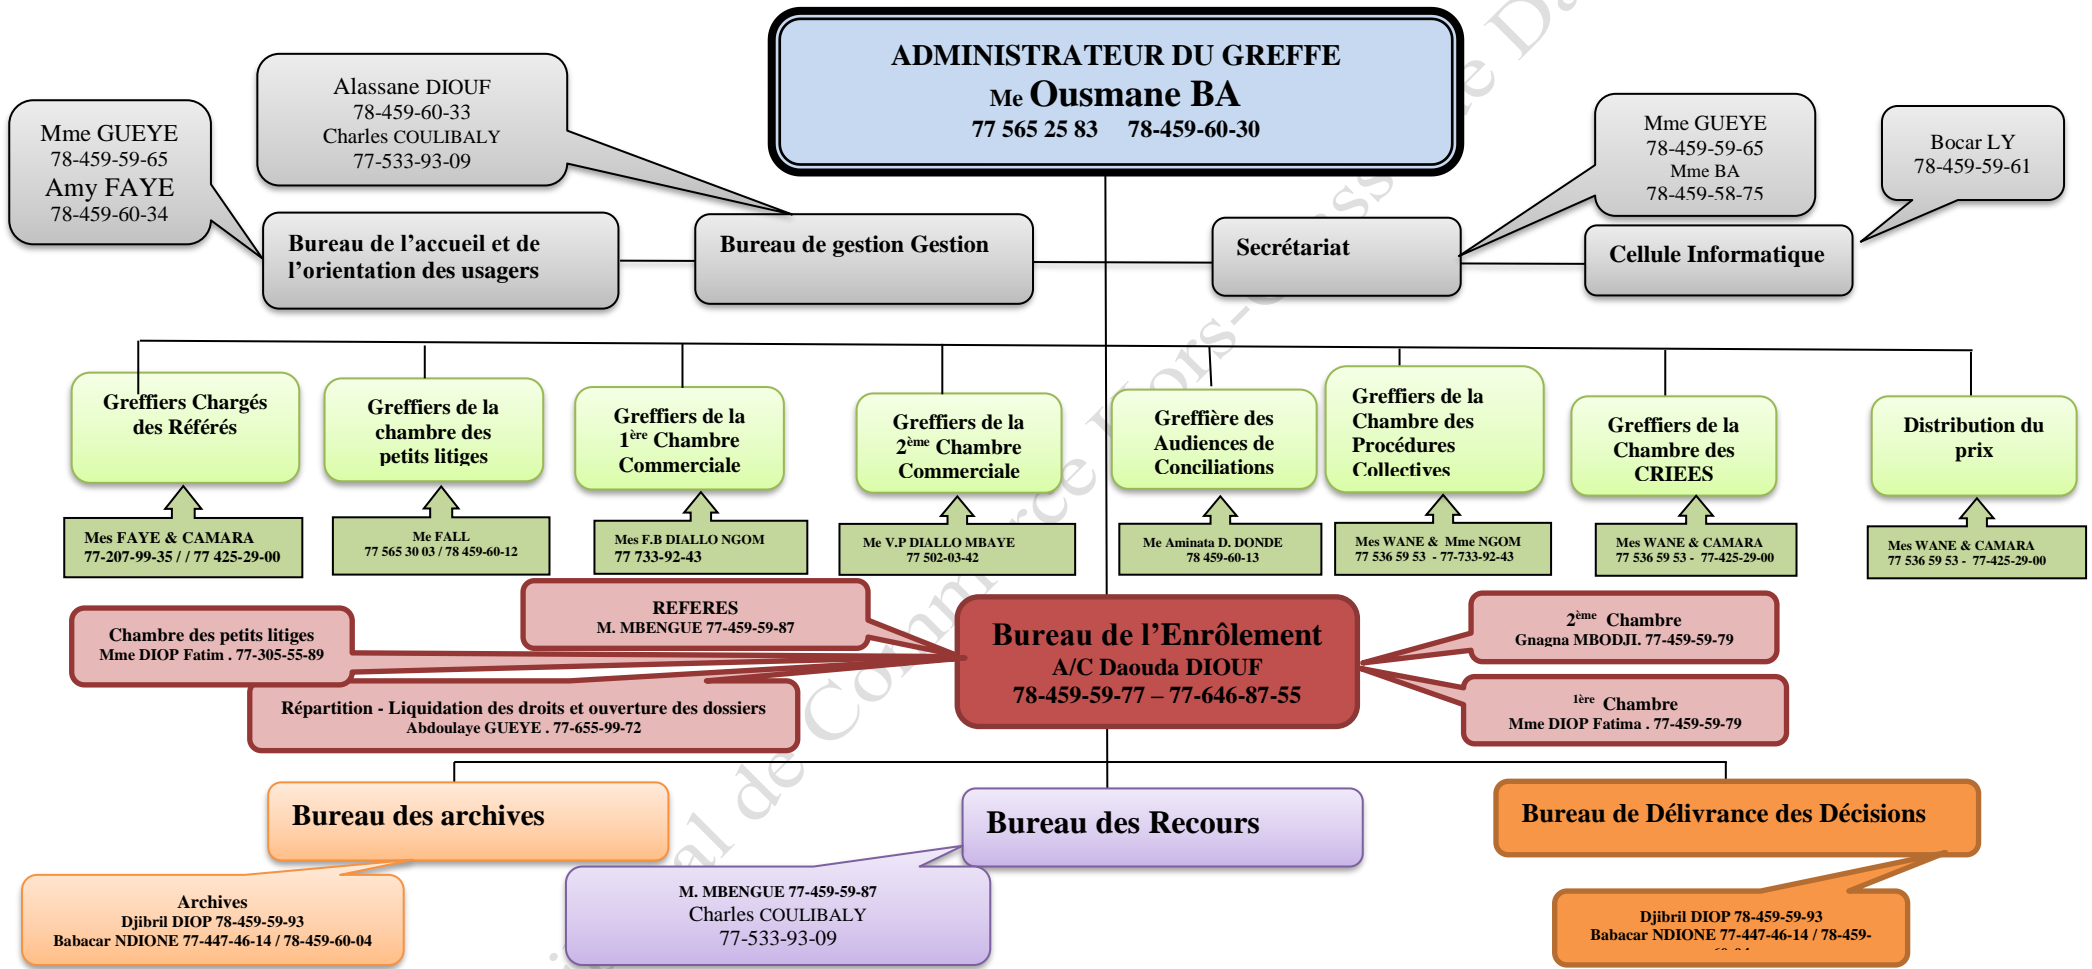 ADMINISTRATEUR DU GREFFE
Me Ousmane BA
77 565 25 83 78-459-60-30
Alassane DIOUF
78-459-60-33
Charles COULIBALY
77-533-93-09
Mme GUEYE
78-459-59-65
Amy FAYE
78-459-60-34
Mme GUEYE
78-459-59-65
Mme BA
78-459-58-75
Bocar LY
78-459-59-61
Bureau de l’accueil et de
l’orientation des usagers
Bureau de gestion Gestion
Secrétariat
Cellule Informatique
Greffiers Chargés
des Référés
Greffiers de la
chambre des
petits litiges
Greffiers de la
1ère Chambre
Commerciale
Greffiers de la
2ème Chambre
Commerciale
Greffière des
Audiences de
Conciliations
Greffiers de la
Chambre des
Procédures
Collectives
Greffiers de la
Chambre des
CRIEES
Distribution du
prix
Mes FAYE & CAMARA
77-207-99-35 / / 77 425-29-00
Me FALL
77 565 30 03 / 78 459-60-12
Mes F.B DIALLO NGOM
77 733-92-43
Me V.P DIALLO MBAYE
77 502-03-42
Me Aminata D. DONDE
78 459-60-13
Mes WANE & Mme NGOM
77 536 59 53 - 77-733-92-43
Mes WANE & CAMARA
77 536 59 53 - 77-425-29-00
Mes WANE & CAMARA
77 536 59 53 - 77-425-29-00
REFERES
M. MBENGUE 77-459-59-87
Chambre des petits litiges
Mme DIOP Fatim . 77-305-55-89
Répartition - Liquidation des droits et ouverture des dossiers
Abdoulaye GUEYE . 77-655-99-72
Bureau de l’Enrôlement
A/C Daouda DIOUF
78-459-59-77 – 77-646-87-55
2ème Chambre
Gnagna MBODJI. 77-459-59-79
1ère Chambre
Mme DIOP Fatima . 77-459-59-79
Bureau des archives
Bureau des Recours
Bureau de Délivrance des Décisions
Archives
Djibril DIOP 78-459-59-93
Babacar NDIONE 77-447-46-14 / 78-459-60-04
M. MBENGUE 77-459-59-87
Charles COULIBALY
77-533-93-09
Djibril DIOP 78-459-59-93
Babacar NDIONE 77-447-46-14 / 78-459-